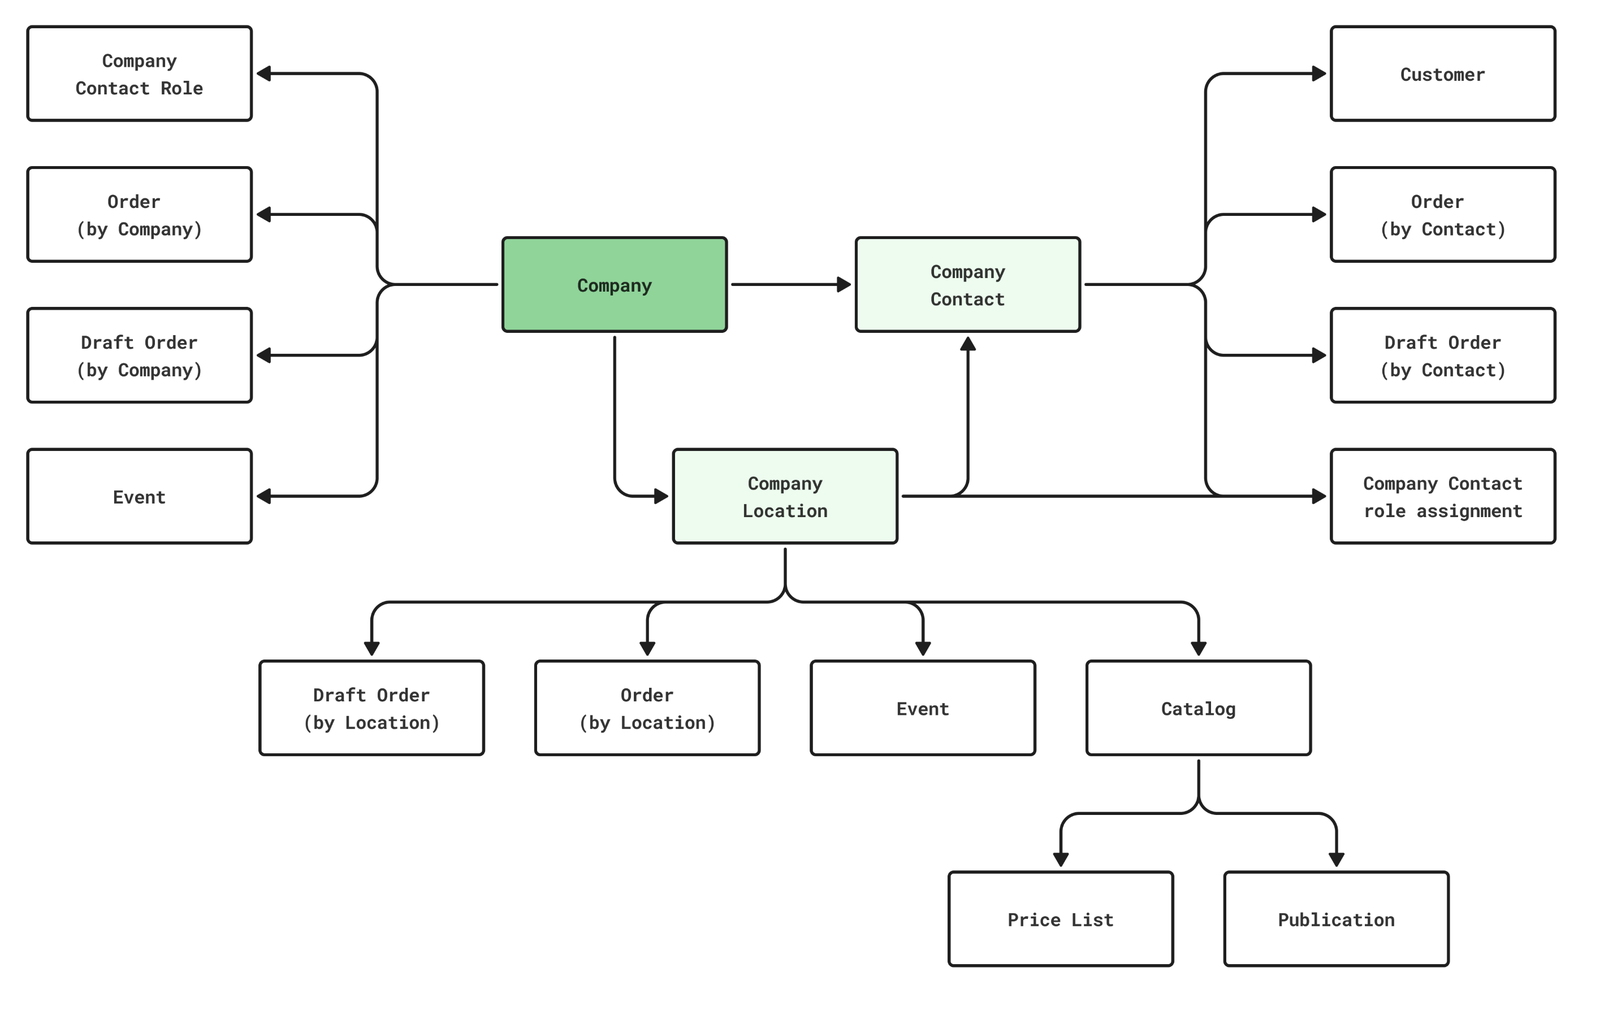 Company
Contact Role
Customer
Order
(by Company)
Order
(by Contact)
Company
Company
Contact
Draft Order
(by Company)
Draft Order
(by Contact)
Event
Company
Location
Company Contact
role assignment
Draft Order
(by Location)
Order
(by Location)
Event
Catalog
Price List
Publication